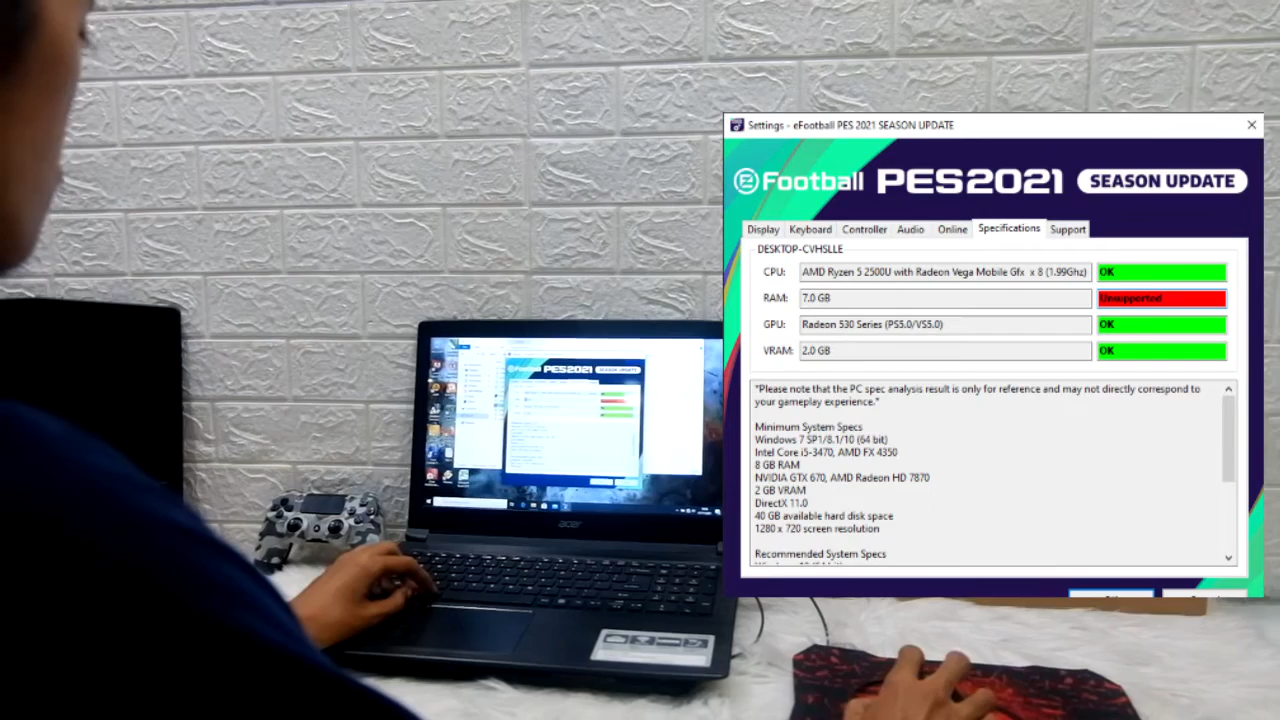 Settings - eFootball PES 2021 SEASON UPDATE
eFootball PES2021 SEASON UPDATE
Display Keyboard Controller Audio Online Specifications Support
DESKTOP-CVHSLLE
CPU: AMD Ryzen 5 2500U with Radeon Vega Mobile Gfx x 8 (1.99Ghz) OK
RAM: 7.0 GB Unsupported
GPU: Radeon 530 Series (PS5.0/VS5.0) OK
VRAM: 2.0 GB OK
"Please note that the PC spec analysis result is only for reference and may not directly correspond to
your gameplay experience."
Minimum System Specs
Windows 7 SP1/8.1/10 (64 bit)
Intel Core i5-3470, AMD FX 4350
8 GB RAM
NVIDIA GTX 670, AMD Radeon HD 7870
2 GB VRAM
DirectX 11.0
40 GB available hard disk space
1280 x 720 screen resolution
Recommended System Specs
PES2021 SEASON UPDATE
acer